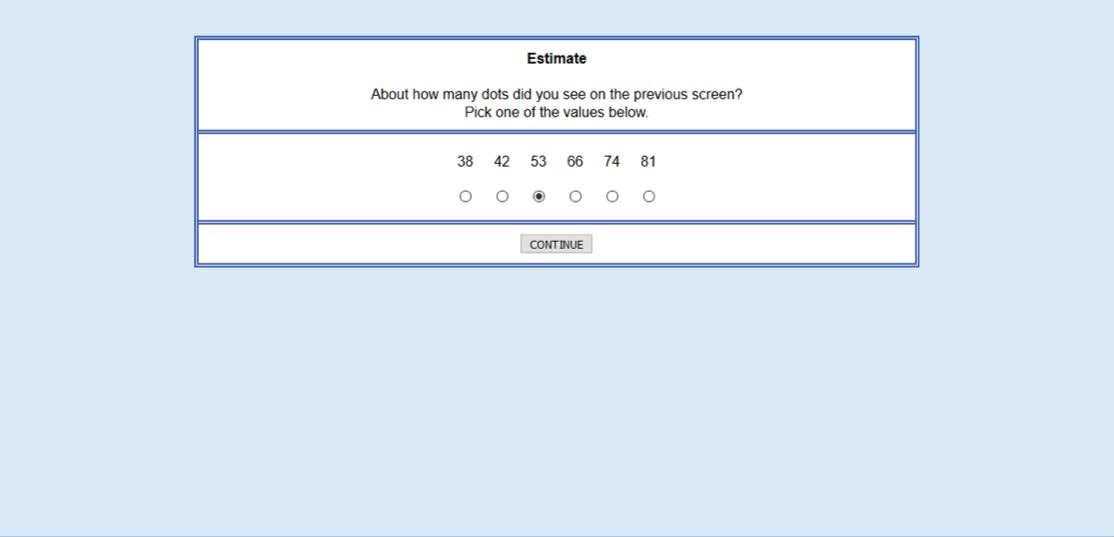 Estimate
About how many dots did you see on the previous screen?
Pick one of the values below.
38 42 53 66 74 81
CONTINUE